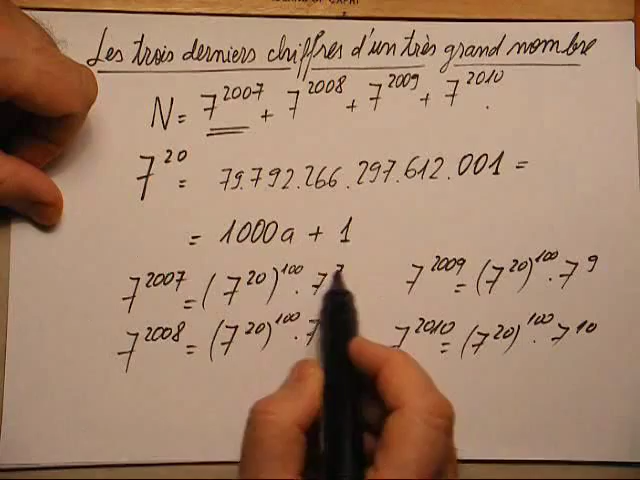 Les trois derniers chiffres d'un très grand nombre
N = 7^2007 + 7^2008 + 7^2009 + 7^2010.
7^20 = 79.792.266.297.612.001 =
= 1000a + 1
7^2007 = (7^20)^100 . 7^7 7^2009 = (7^20)^100 . 7^9
7^2008 = (7^20)^100 . 7 7^2010 = (7^20)^100 . 7^10